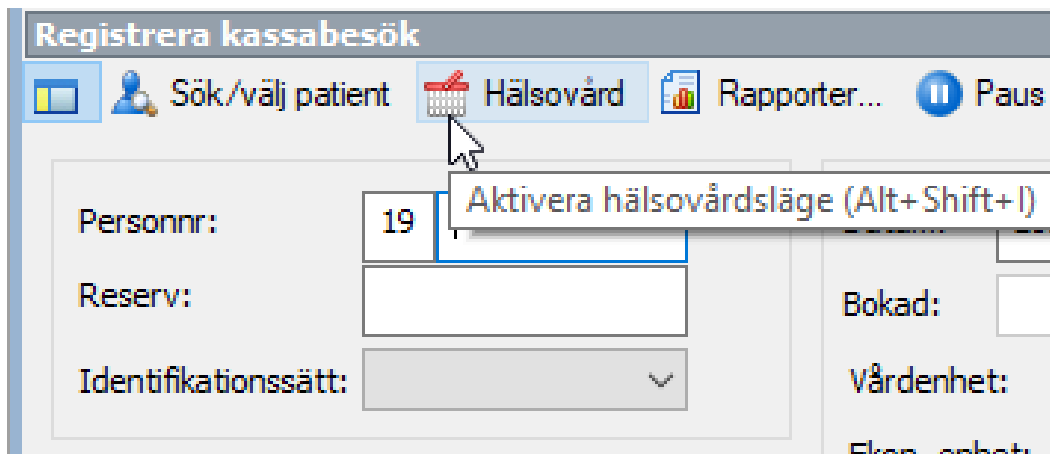 Registrera kassabesök
Sök/välj patient Hälsovård Rapporter... Paus
Aktivera hälsovårdsläge (Alt+Shift+I)
Personnr: 19
Reserv:
Bokad:
Identifikationssätt:
Vårdenhet: